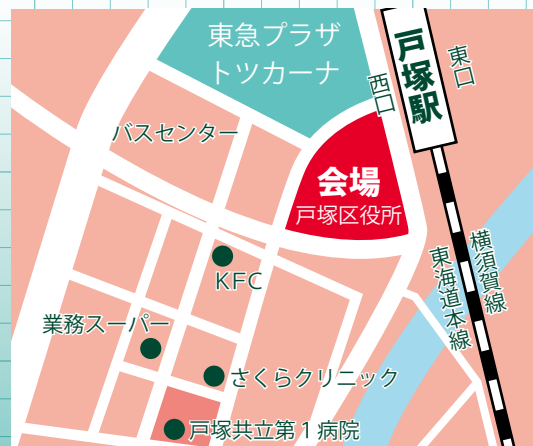 東急プラザ
トツカーナ
戸塚駅
東口
西口
バスセンター
会場
戸塚区役所
KFC
横須賀線
東海道本線
業務スーパー
さくらクリニック
戸塚共立第1病院